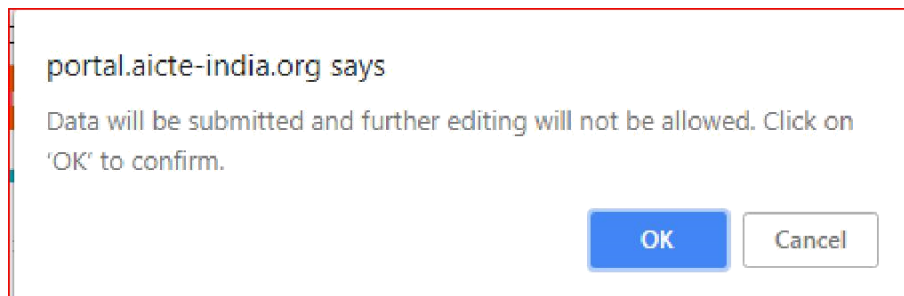 portal.aicte-india.org says
Data will be submitted and further editing will not be allowed. Click on
‘OK’ to confirm.
OK
Cancel